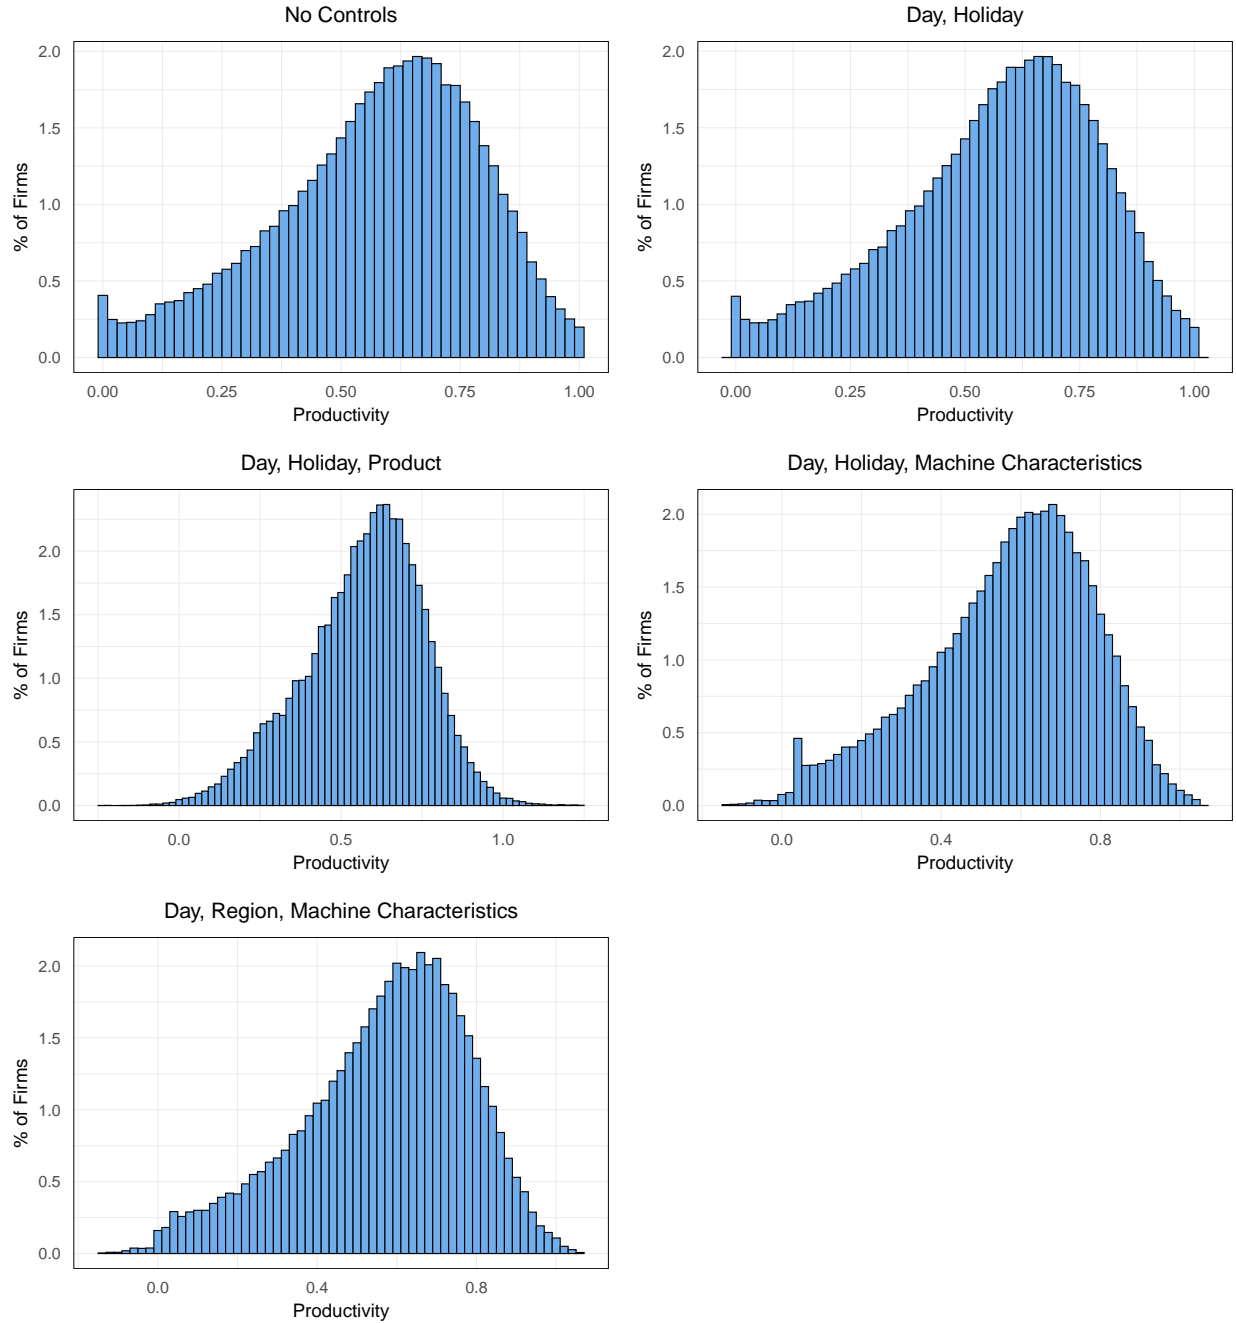 No Controls
2.0
1.5
1.0
0.5
0.0
% of Firms
0.00 0.25 0.50 0.75 1.00
Productivity
Day, Holiday
2.0
1.5
1.0
0.5
0.0
% of Firms
0.00 0.25 0.50 0.75 1.00
Productivity
Day, Holiday, Product
2.0
1.5
1.0
0.5
0.0
% of Firms
0.0 0.5 1.0
Productivity
Day, Holiday, Machine Characteristics
2.0
1.5
1.0
0.5
0.0
% of Firms
0.0 0.4 0.8
Productivity
Day, Region, Machine Characteristics
2.0
1.5
1.0
0.5
0.0
% of Firms
0.0 0.4 0.8
Productivity